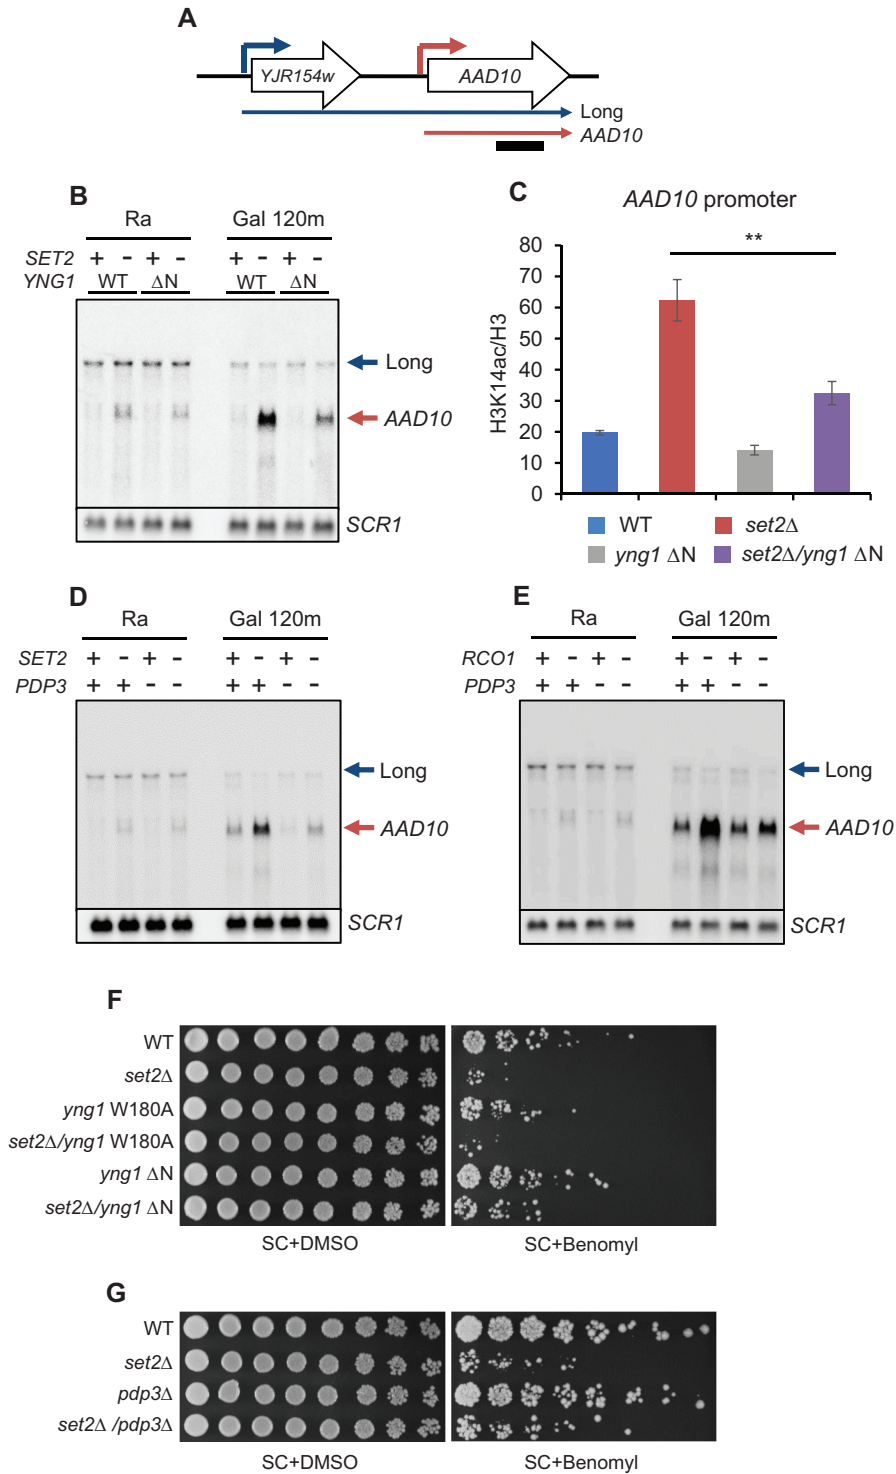 A
YJR154w
AAD10
Long
AAD10
B
Ra
Gal 120m
SET2 + - + - + - + -
YNG1 WT ΔN WT ΔN
Long
AAD10
SCR1
C
AAD10 promoter
**
H3K14ac/H3
80
70
60
50
40
30
20
10
0
WT
set2Δ
yng1 ΔN
set2Δ/yng1 ΔN
D
Ra
Gal 120m
SET2 + - + - + - + -
PDP3 + + - - + + - -
Long
AAD10
SCR1
E
Ra
Gal 120m
RCO1 + - + - + - + -
PDP3 + + - - + + - -
Long
AAD10
SCR1
F
WT
set2Δ
yng1 W180A
set2Δ/yng1 W180A
yng1 ΔN
set2Δ/yng1 ΔN
SC+DMSO
SC+Benomyl
G
WT
set2Δ
pdp3Δ
set2Δ /pdp3Δ
SC+DMSO
SC+Benomyl